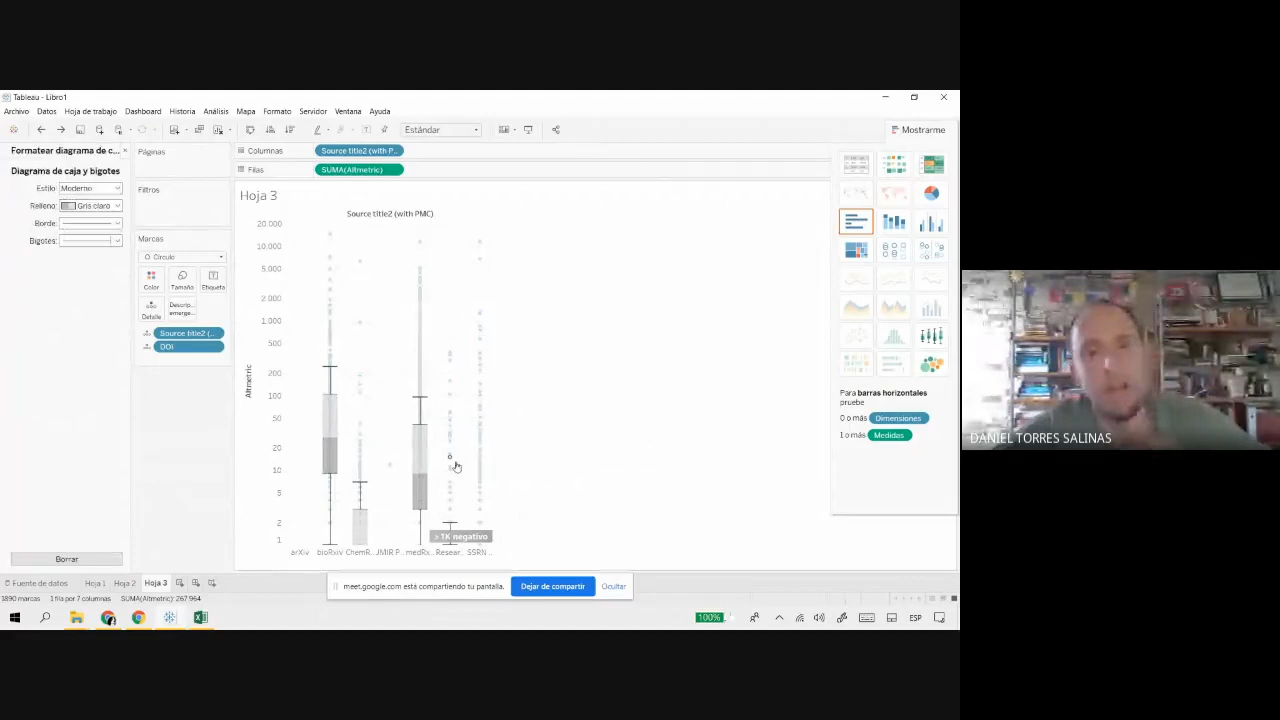 Tableau - Libro1
Archivo Datos Hoja de trabajo Dashboard Historia Análisis Mapa Formato Servidor Ventana Ayuda
Estándar
Mostrarme
Formatear diagrama de c...
Diagrama de caja y bigotes
Estilo: Moderno
Relleno: Gris claro
Borde:
Bigotes:
Borrar
Páginas
Filtros
Marcas
Círculo
Color Tamaño Etiqueta
Detalle Descrip... emerge...
Source title2 (..
DOI
Columnas Source title2 (with P..
Filas SUMA(Altmetric)
Hoja 3
Source title2 (with PMC)
Altmetric
20.000
10.000
5.000
2.000
1.000
500
200
100
50
20
10
5
2
1
> 1K negativo
arXiv bioRxiv ChemR.. JMIR P.. medRx.. Resear.. SSRN ..
Para barras horizontales
pruebe
0 o más Dimensiones
1 o más Medidas
DANIEL TORRES SALINAS
Fuente de datos Hoja 1 Hoja 2 Hoja 3
meet.google.com está compartiendo tu pantalla. Dejar de compartir Ocultar
1 fila por 7 columnas SUMA(Altmetric): 267.964
100% ESP